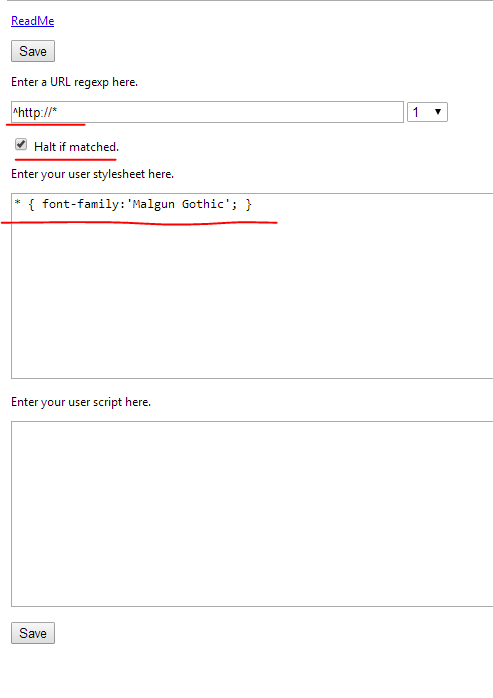 ReadMe
Save
Enter a URL regexp here.
^http://*
1
Halt if matched.
Enter your user stylesheet here.
* { font-family:'Malgun Gothic'; }
Enter your user script here.
Save